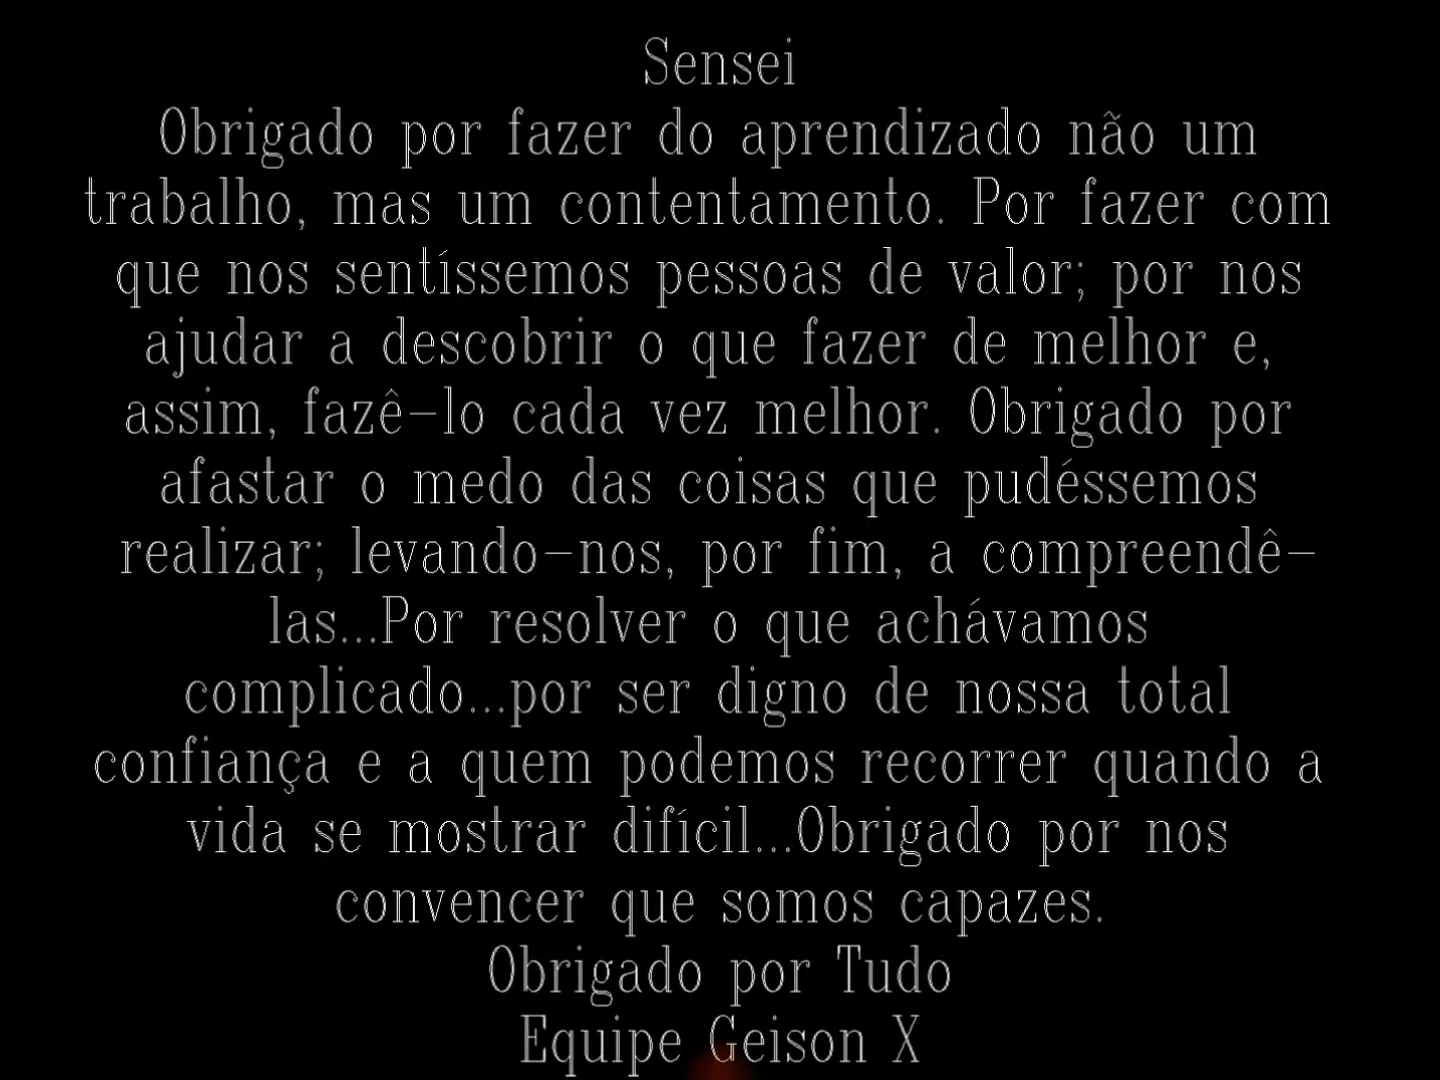 Sensei
Obrigado por fazer do aprendizado não um
trabalho, mas um contentamento. Por fazer com
que nos sentíssemos pessoas de valor; por nos
ajudar a descobrir o que fazer de melhor e,
assim, fazê-lo cada vez melhor. Obrigado por
afastar o medo das coisas que pudéssemos
realizar; levando-nos, por fim, a compreendê-
las...Por resolver o que achávamos
complicado...por ser digno de nossa total
confiança e a quem podemos recorrer quando a
vida se mostrar difícil...Obrigado por nos
convencer que somos capazes.
Obrigado por Tudo
Equipe Geison X